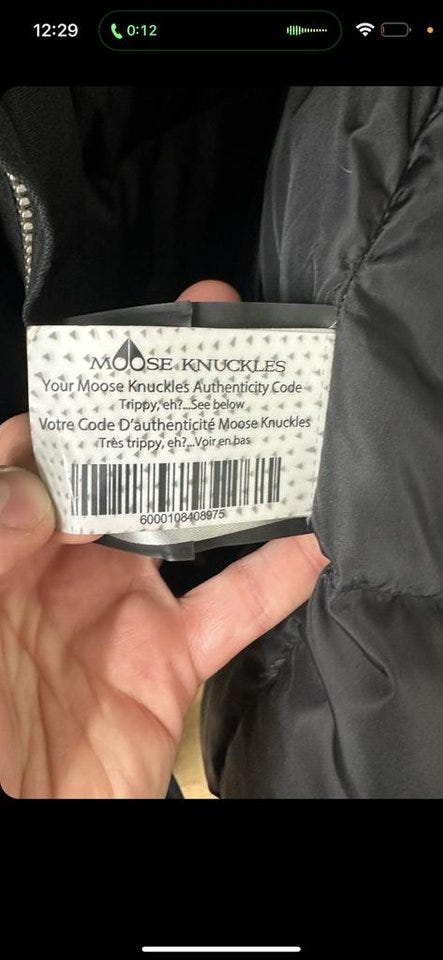 12:29
0:12
MOOSE KNUCKLES
Your Moose Knuckles Authenticity Code
Trippy, eh?...See below
Votre Code D'authenticité Moose Knuckles
Très trippy, eh?...Voir en bas
6000108408975